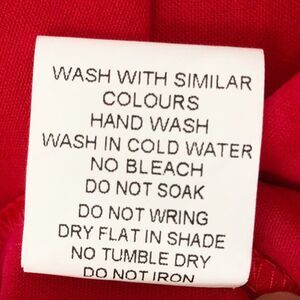 WASH WITH SIMILAR
COLOURS
HAND WASH
WASH IN COLD WATER
NO BLEACH
DO NOT SOAK
DO NOT WRING
DRY FLAT IN SHADE
NO TUMBLE DRY
DO NOT IRON